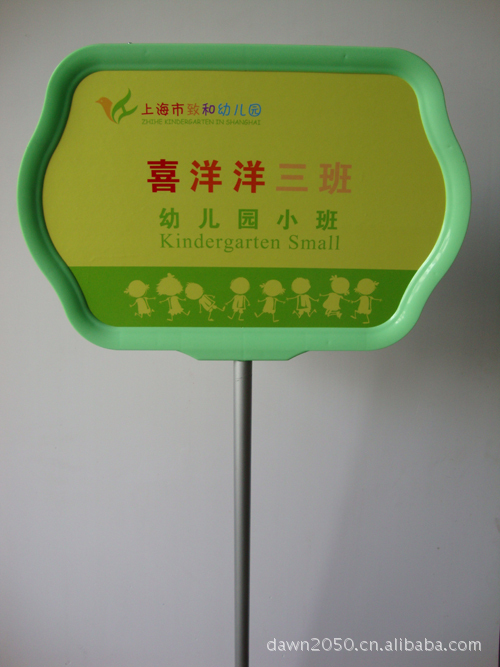 上海市致和幼儿园
ZHIHE KINDERGARTEN IN SHANGHAI
喜洋洋三班
幼儿园小班
Kindergarten Small
dawn2050.cn.alibaba.com